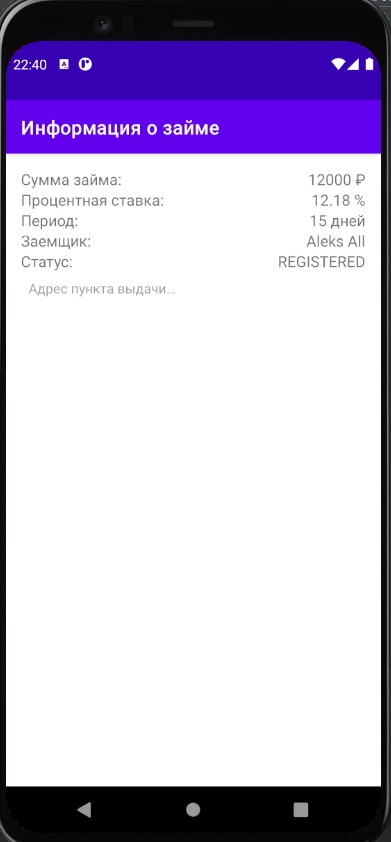 22:40
Информация о займе
Сумма займа: 12000 ₽
Процентная ставка: 12.18 %
Период: 15 дней
Заемщик: Aleks All
Статус: REGISTERED
Адрес пункта выдачи...